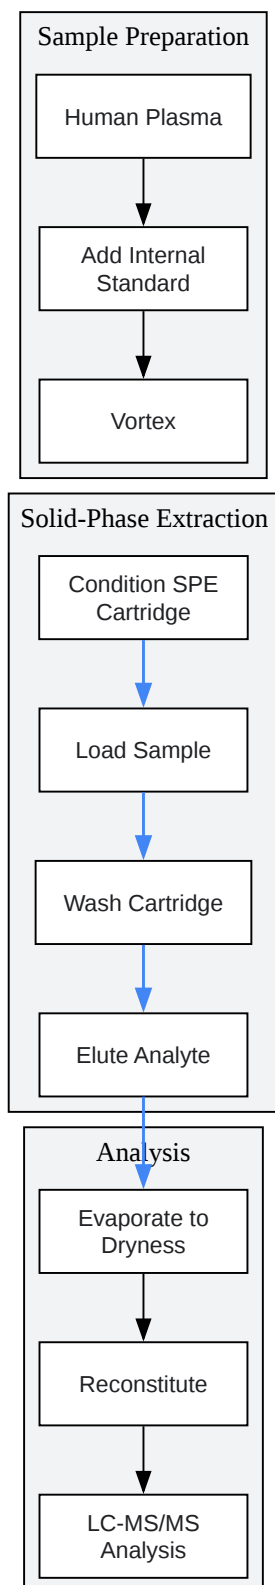 Sample Preparation
Human Plasma
Add Internal
Standard
Vortex
Solid-Phase Extraction
Condition SPE
Cartridge
Load Sample
Wash Cartridge
Elute Analyte
Analysis
Evaporate to
Dryness
Reconstitute
LC-MS/MS
Analysis